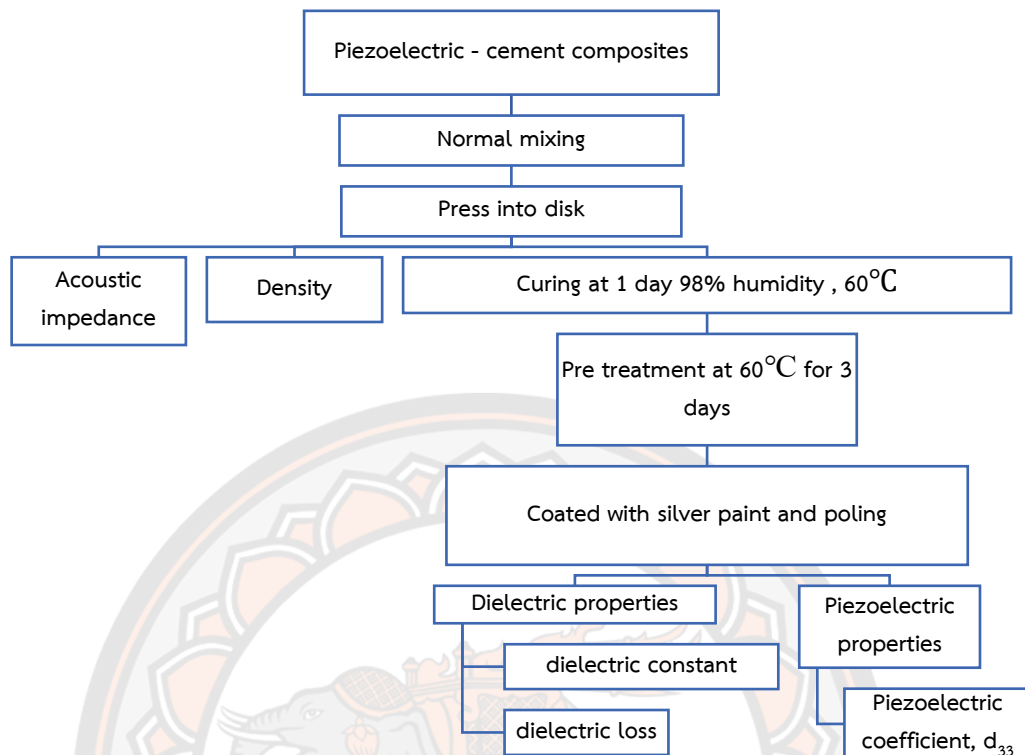 Piezoelectric - cement composites
Normal mixing
Press into disk
Acoustic
impedance
Density
Curing at 1 day 98% humidity , 60°C
Pre treatment at 60°C for 3
days
Coated with silver paint and poling
Dielectric properties
dielectric constant
dielectric loss
Piezoelectric
properties
Piezoelectric
coefficient, d₃₃